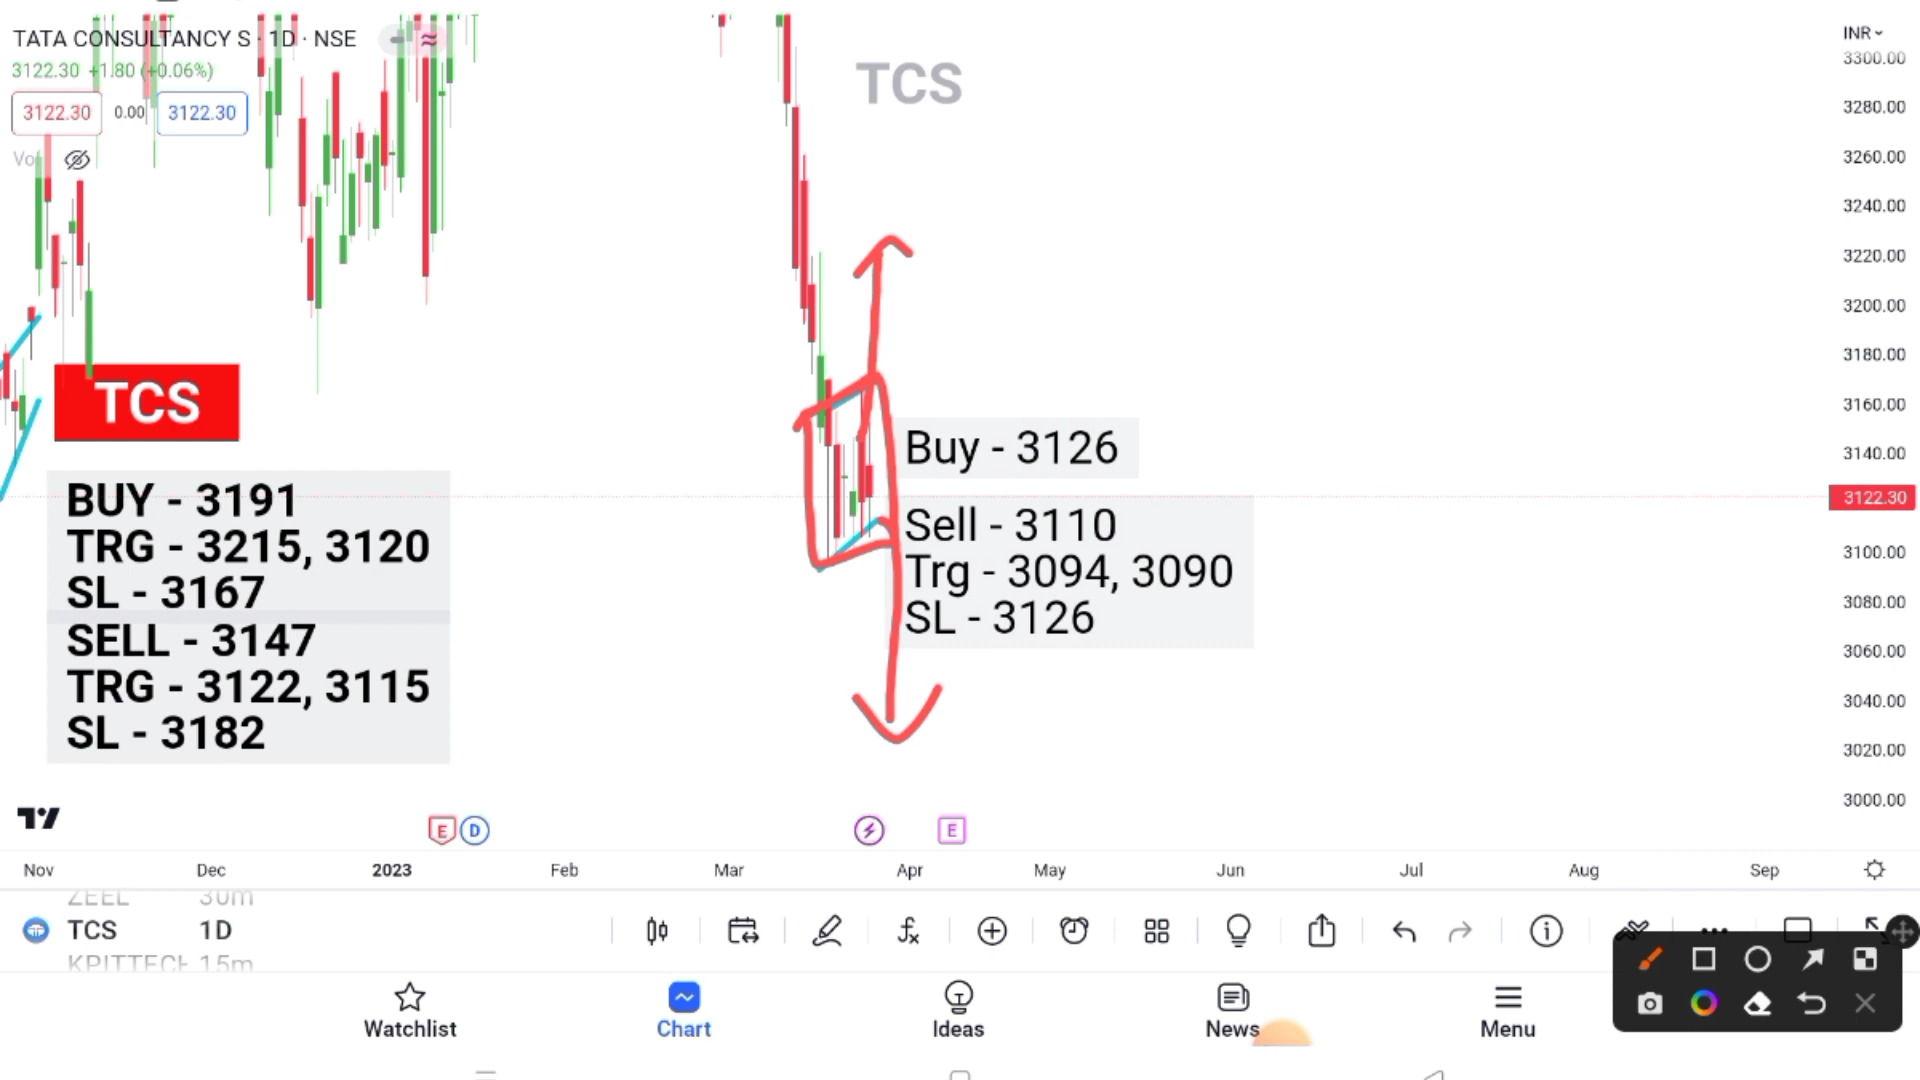 TATA CONSULTANCY S · 1D · NSE
3122.30 +1.80 (+0.06%)
3122.30 0.00 3122.30
TCS
INR
3300.00
3280.00
3260.00
3240.00
3220.00
3200.00
3180.00
3160.00
3140.00
3122.30
3100.00
3080.00
3060.00
3040.00
3020.00
3000.00
TCS
BUY - 3191
TRG - 3215, 3120
SL - 3167
SELL - 3147
TRG - 3122, 3115
SL - 3182
Buy - 3126
Sell - 3110
Trg - 3094, 3090
SL - 3126
E D E
Nov Dec 2023 Feb Mar Apr May Jun Jul Aug Sep
ZEEL 30m
TCS 1D
KPITTECH 15m
Watchlist Chart Ideas News Menu